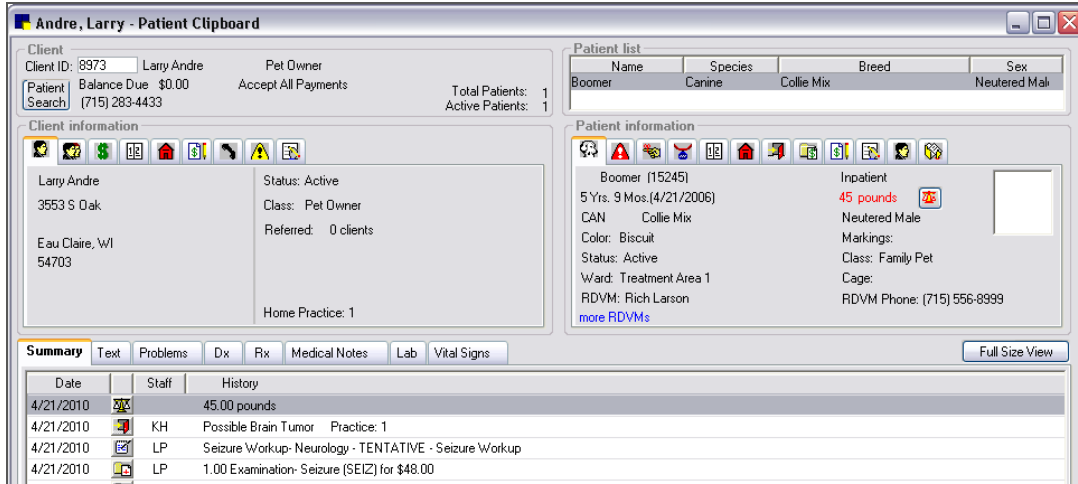 Andre, Larry - Patient Clipboard
Client
Client ID: 8973 Larry Andre Pet Owner
Patient Search
Balance Due $0.00 Accept All Payments
(715) 283-4433
Total Patients: 1
Active Patients: 1
Patient list
Name Species Breed Sex
Boomer Canine Collie Mix Neutered Male
Client information
Larry Andre
3553 S Oak
Eau Claire, WI
54703
Status: Active
Class: Pet Owner
Referred: 0 clients
Home Practice: 1
Patient information
Boomer (15245) Inpatient
5 Yrs. 9 Mos.(4/21/2006) 45 pounds
CAN Collie Mix Neutered Male
Color: Biscuit Markings:
Status: Active Class: Family Pet
Ward: Treatment Area 1 Cage:
RDVM: Rich Larson RDVM Phone: (715) 556-8999
more RDVMs
Summary Text Problems Dx Rx Medical Notes Lab Vital Signs Full Size View
Date Staff History
4/21/2010 45.00 pounds
4/21/2010 KH Possible Brain Tumor Practice: 1
4/21/2010 LP Seizure Workup- Neurology - TENTATIVE - Seizure Workup
4/21/2010 LP 1.00 Examination- Seizure (SEIZ) for $48.00